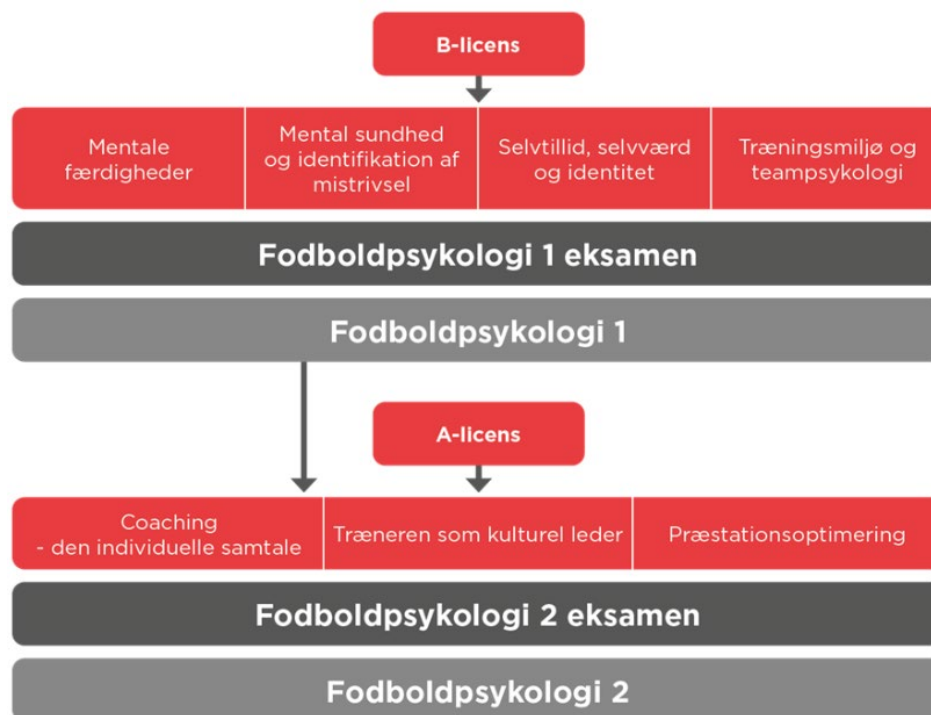 B-licens
Mentale
færdigheder
Mental sundhed
og identifikation af
mistrivsel
Selvtillid, selvværd
og identitet
Træningsmiljø og
teampsykologi
Fodboldpsykologi 1 eksamen
Fodboldpsykologi 1
A-licens
Coaching
- den individuelle samtale
Træneren som kulturel leder
Præstationsoptimering
Fodboldpsykologi 2 eksamen
Fodboldpsykologi 2